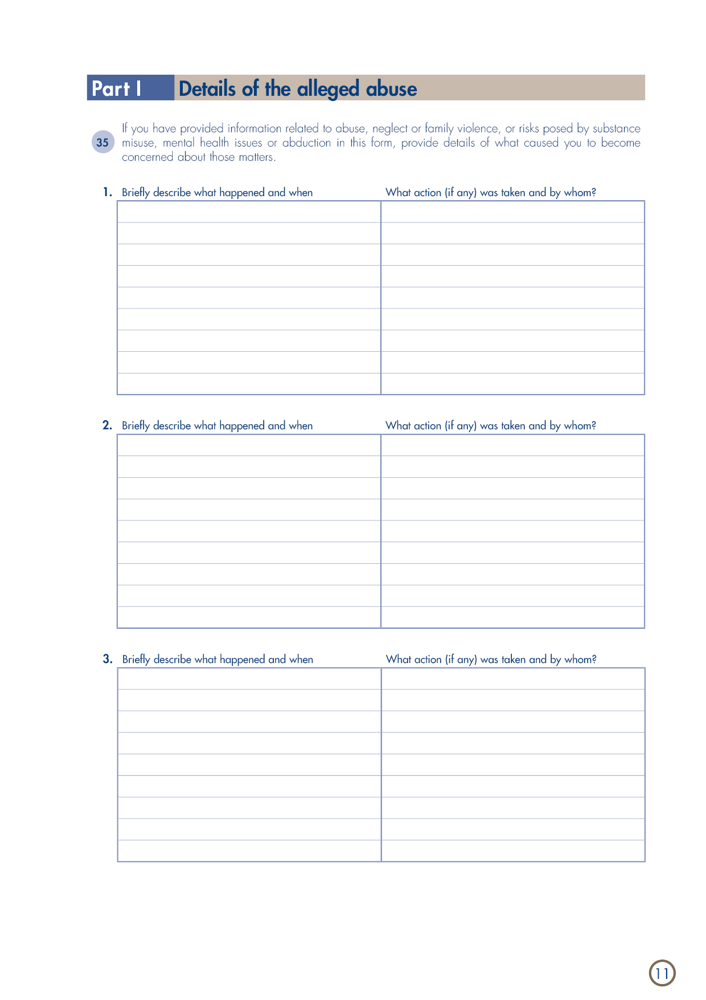 Part I Details of the alleged abuse
35 If you have provided information related to abuse, neglect or family violence, or risks posed by substance
misuse, mental health issues or abduction in this form, provide details of what caused you to become
concerned about those matters.
1. Briefly describe what happened and when What action (if any) was taken and by whom?
2. Briefly describe what happened and when What action (if any) was taken and by whom?
3. Briefly describe what happened and when What action (if any) was taken and by whom?
11